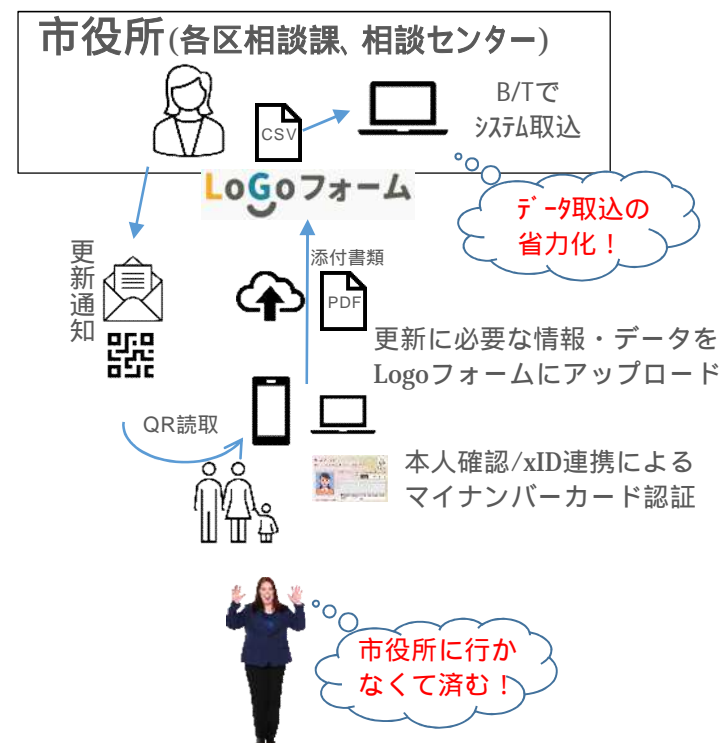 市役所(各区相談課、相談センター)
B/Tで
ｼｽﾃﾑ取込
CSV
LoGoフォーム
ﾃﾞｰﾀ取込の
省力化！
更新通知
添付書類
PDF
更新に必要な情報・データを
Logoフォームにアップロード
QR読取
本人確認/xID連携による
マイナンバーカード認証
市役所に行か
なくて済む！